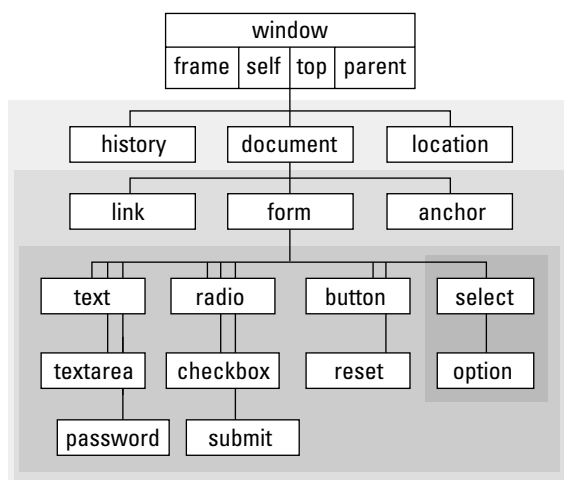 window
frame self top parent
history document location
link form anchor
text radio button select
textarea checkbox reset option
password submit